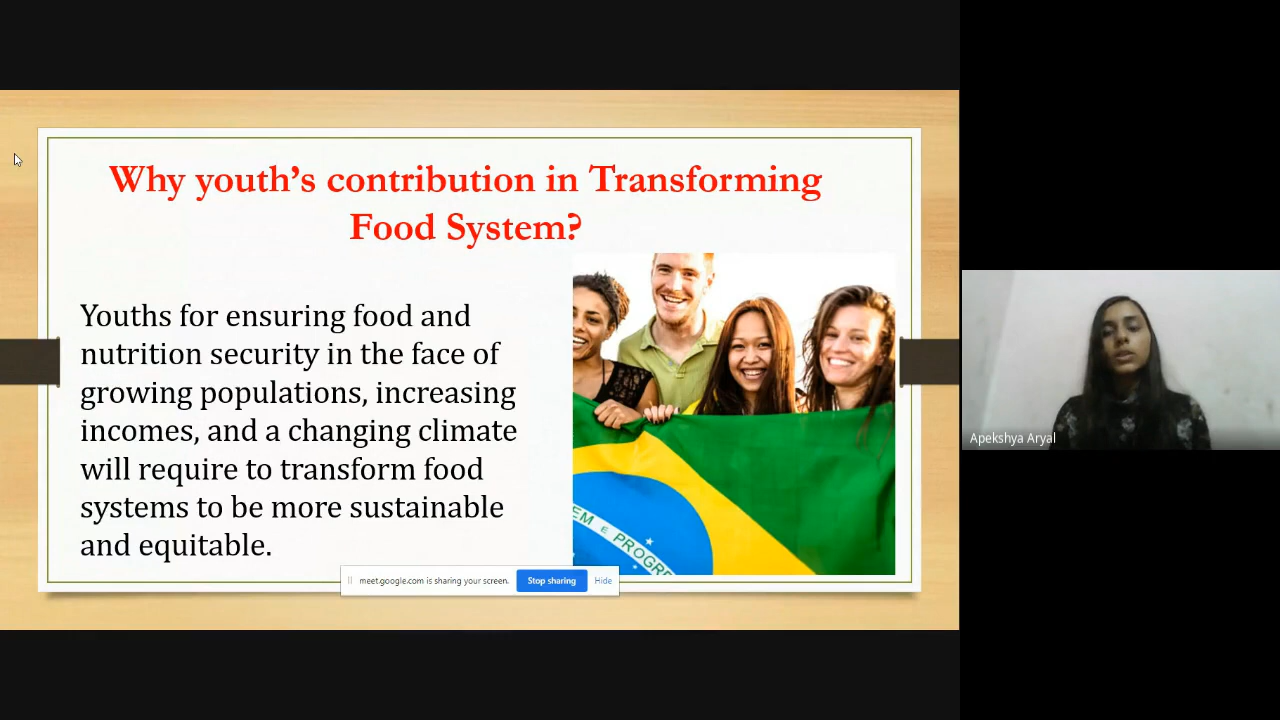 Why youth's contribution in Transforming
Food System?
Youths for ensuring food and
nutrition security in the face of
growing populations, increasing
incomes, and a changing climate
will require to transform food
systems to be more sustainable
and equitable.
EM E PROGRE
meet.google.com is sharing your screen. Stop sharing Hide
Apekshya Aryal